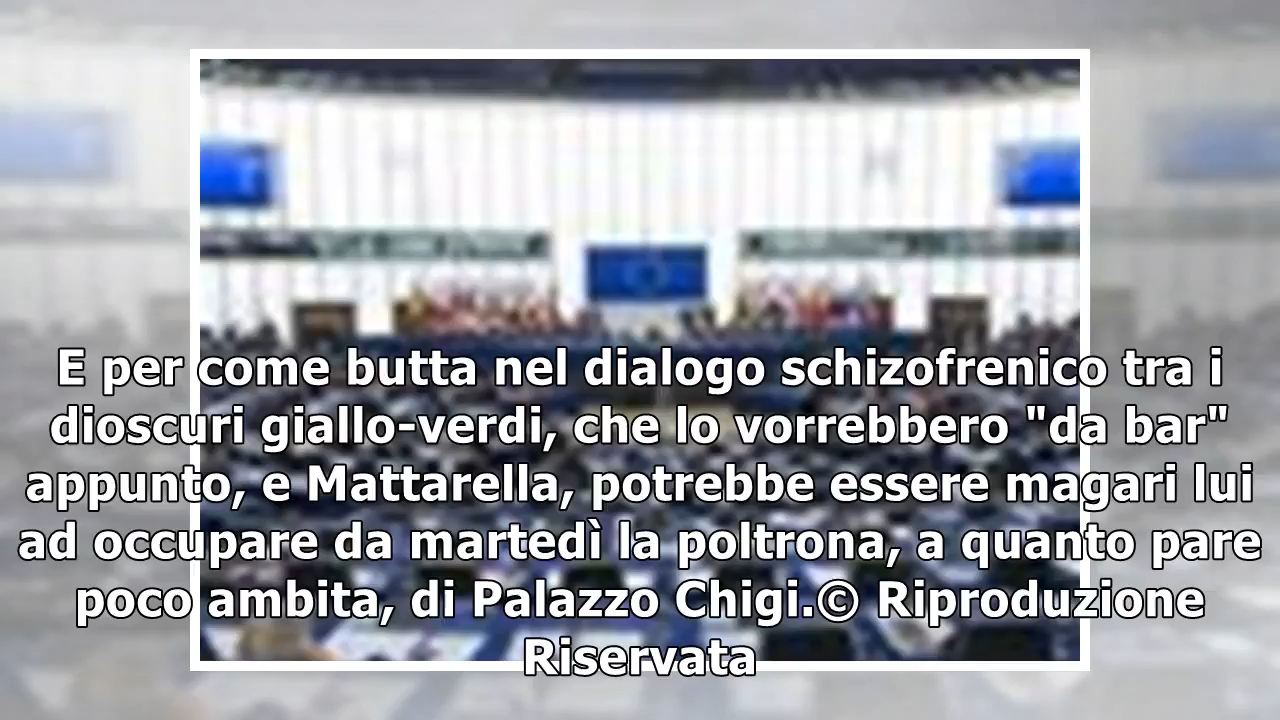 E per come butta nel dialogo schizofrenico tra i
dioscuri giallo-verdi, che lo vorrebbero "da bar"
appunto, e Mattarella, potrebbe essere magari lui
ad occupare da martedì la poltrona, a quanto pare
poco ambita, di Palazzo Chigi.© Riproduzione
Riservata